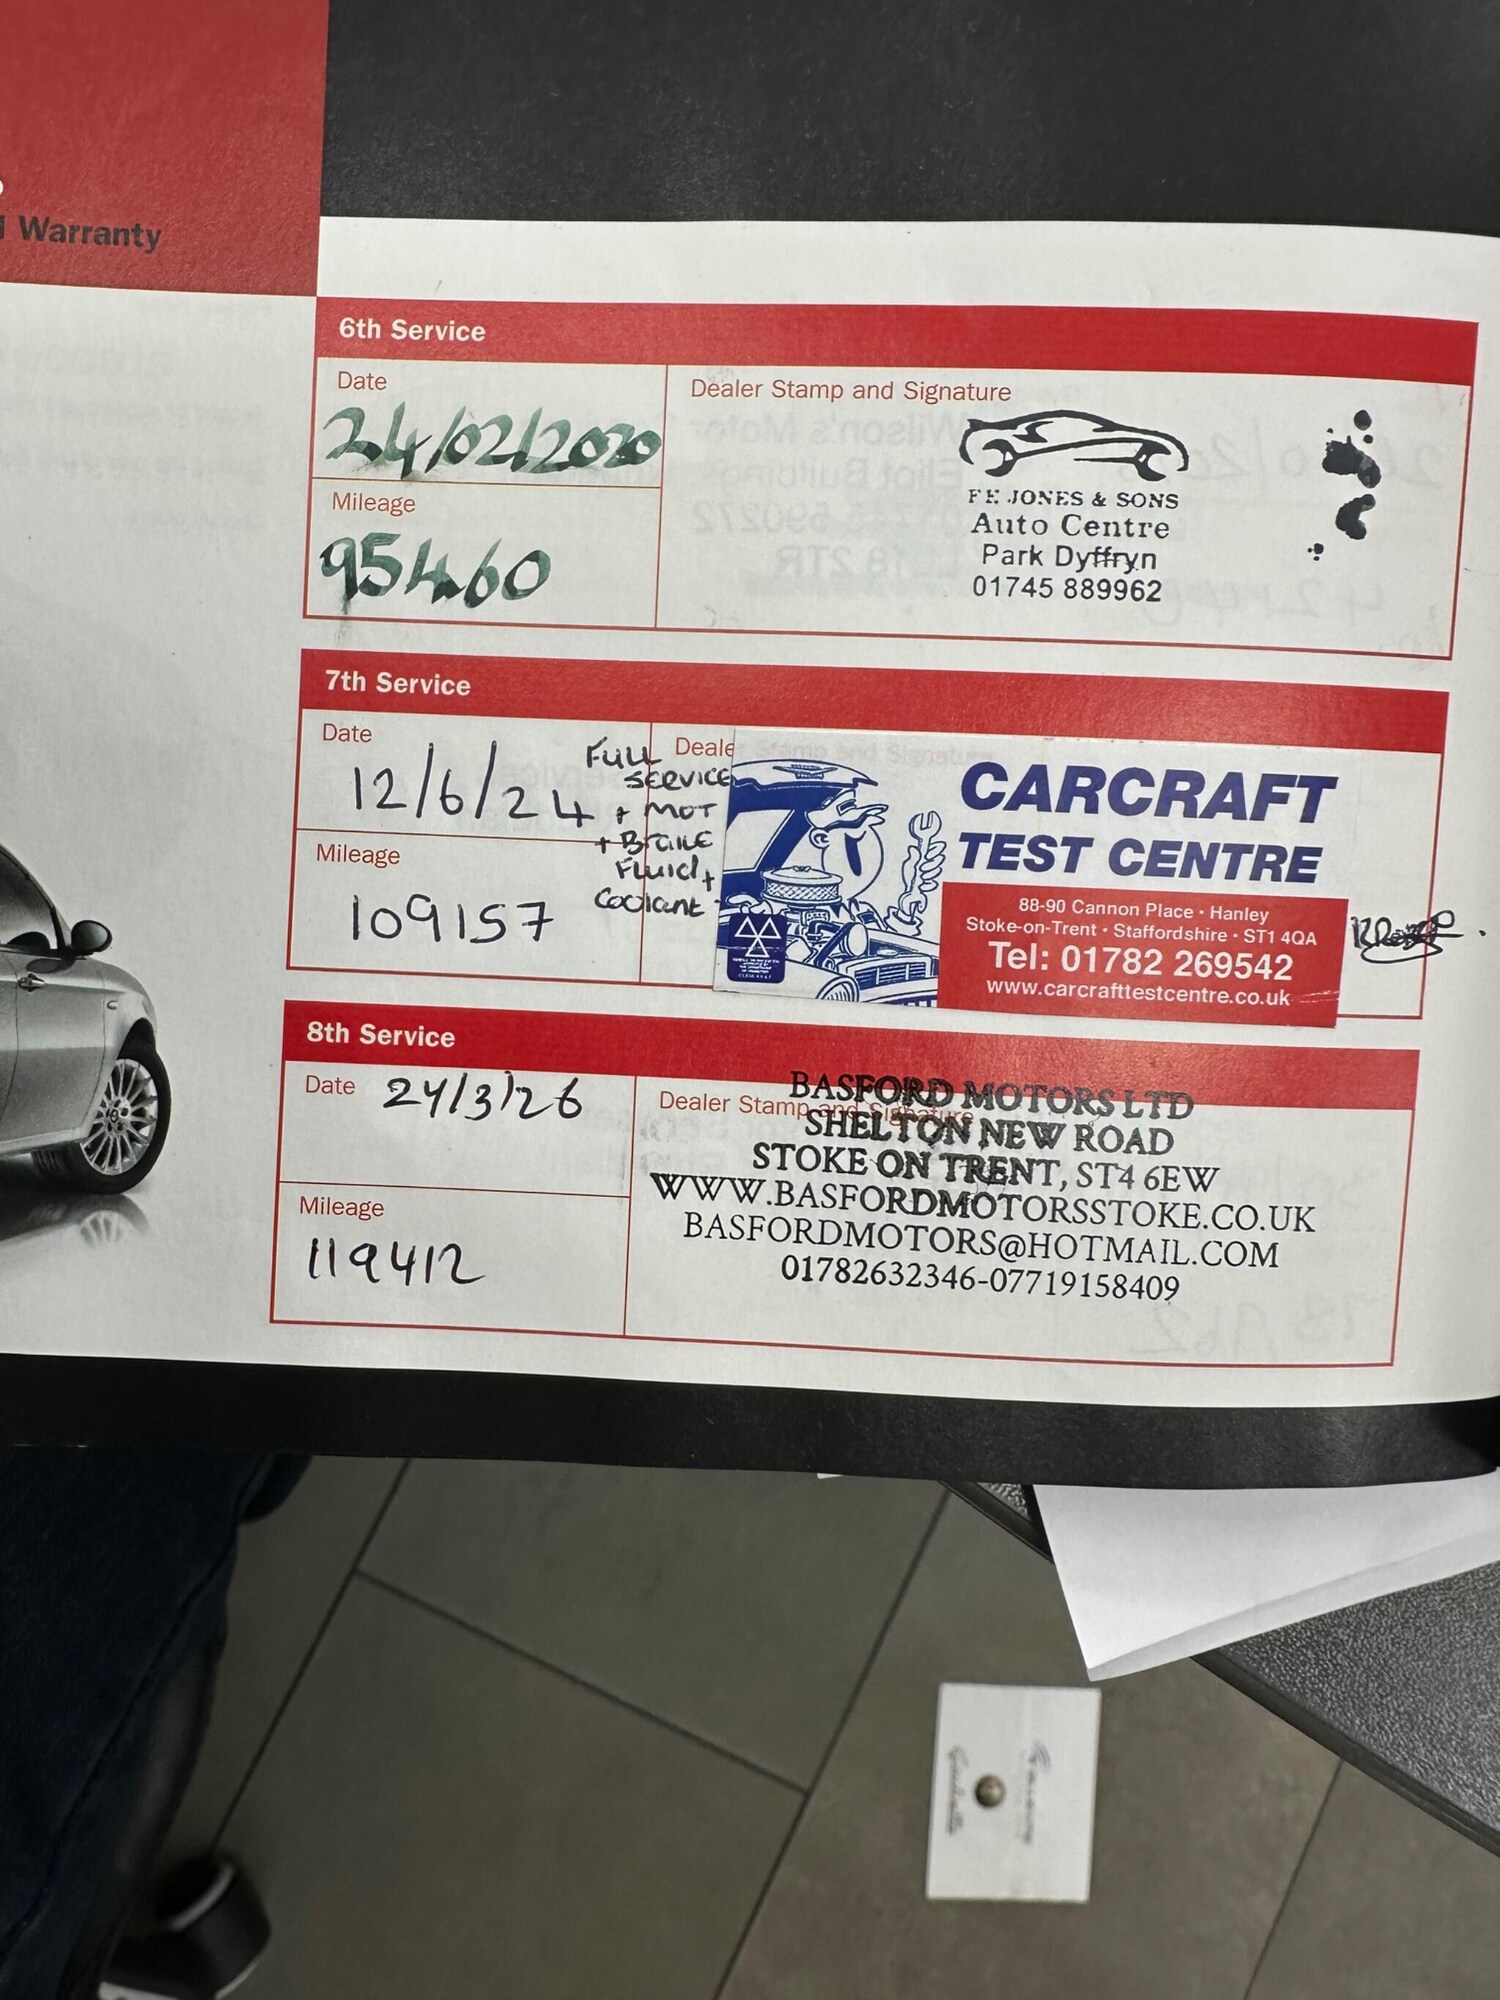 Warranty
6th Service
Date
24/02/2020
Mileage
95460
Dealer Stamp and Signature
F E JONES & SONS
Auto Centre
Park Dyffryn
01745 889962
7th Service
Date
12/6/24
Mileage
109157
FULL
SERVICE
+ MOT
+ BRAKE
FLUID +
Coolant
Dealer Stamp and Signature
CARCRAFT
TEST CENTRE
88-90 Cannon Place • Hanley
Stoke-on-Trent • Staffordshire • ST1 4QA
Tel: 01782 269542
www.carcrafttestcentre.co.uk
8th Service
Date 24/3/26
Mileage
119412
Dealer Stamp and Signature
BASFORD MOTORS LTD
SHELTON NEW ROAD
STOKE ON TRENT, ST4 6EW
WWW.BASFORDMOTORSSTOKE.CO.UK
BASFORDMOTORS@HOTMAIL.COM
01782632346-07719158409